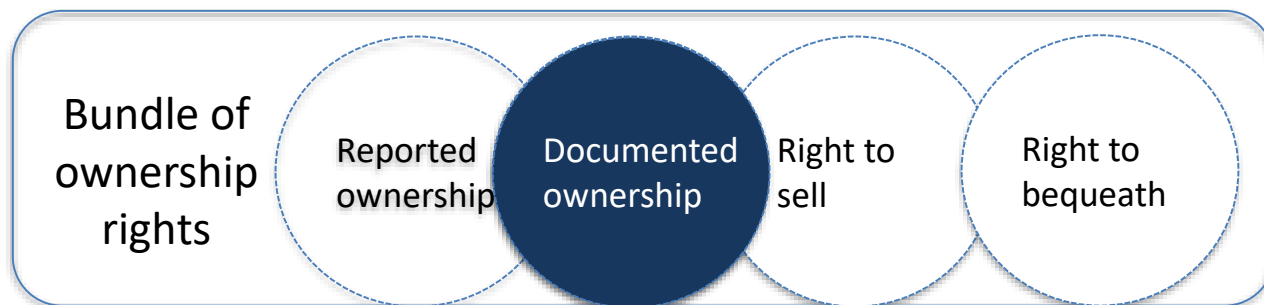 Bundle of
ownership
rights
Reported
ownership
Documented
ownership
Right to
sell
Right to
bequeath